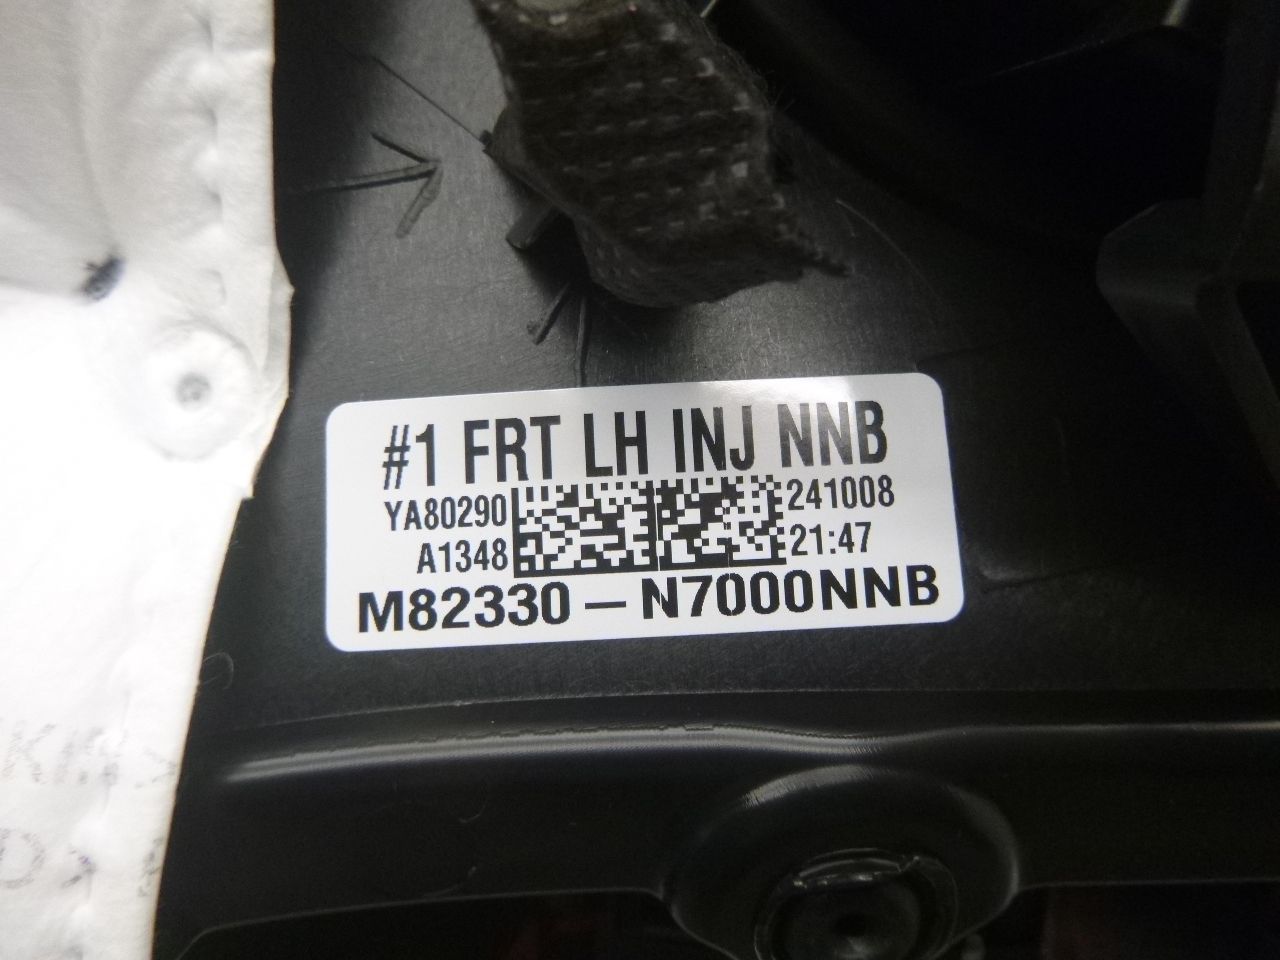 #1 FRT LH INJ NNB
YA80290 241008
A1348 21:47
M82330-N7000NNB